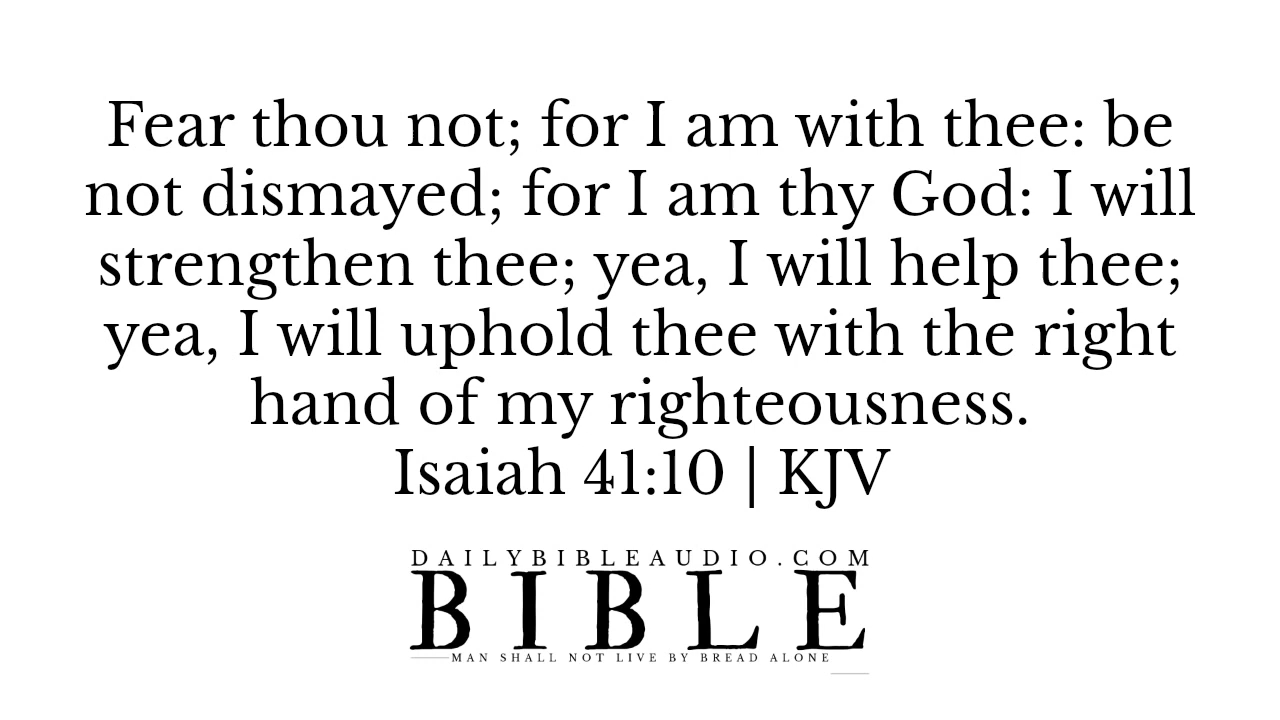 Fear thou not; for I am with thee: be
not dismayed; for I am thy God: I will
strengthen thee; yea, I will help thee;
yea, I will uphold thee with the right
hand of my righteousness.
Isaiah 41:10 | KJV
DAILYBIBLEAUDIO.COM
BIBLE
MAN SHALL NOT LIVE BY BREAD ALONE